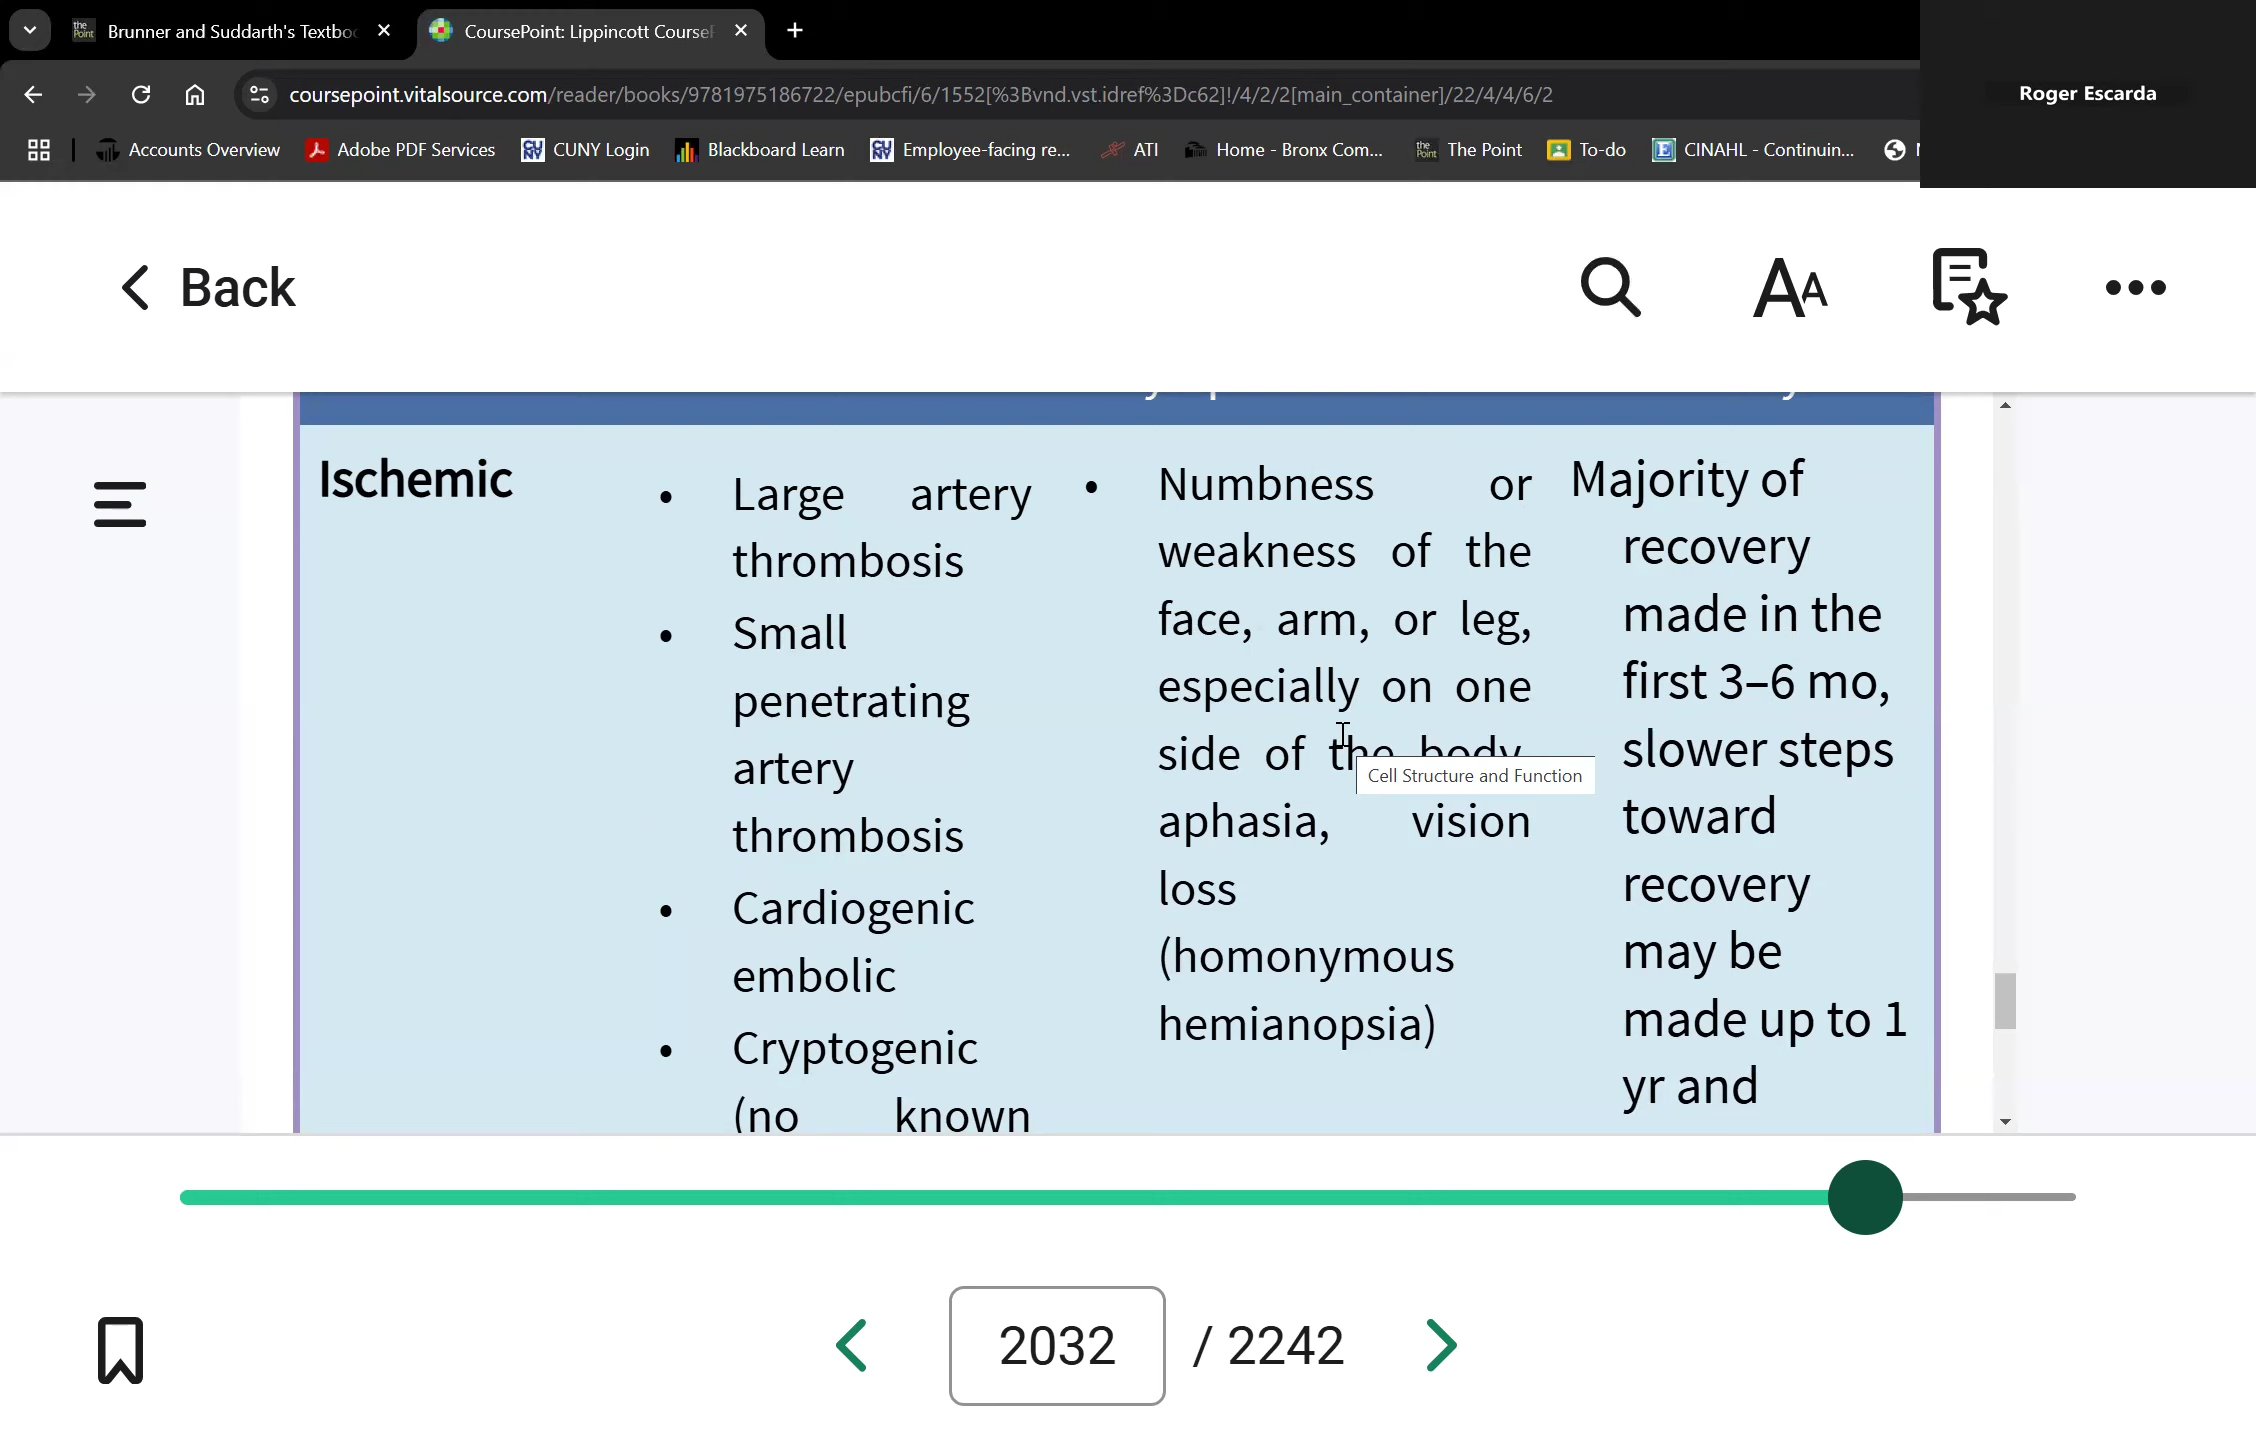 Brunner and Suddarth's Textbo
CoursePoint: Lippincott Course
coursepoint.vitalsource.com/reader/books/9781975186722/epubcfi/6/1552[%3Bvnd.vst.idref%3Dc62]!/4/2/2[main_container]/22/4/4/6/2
Roger Escarda
Accounts Overview
Adobe PDF Services
CUNY Login
Blackboard Learn
Employee-facing re...
ATI
Home - Bronx Com...
The Point
To-do
CINAHL - Continuin...
Back
Ischemic
• Large artery
thrombosis
• Small
penetrating
artery
thrombosis
• Cardiogenic
embolic
• Cryptogenic
(no known
• Numbness or
weakness of the
face, arm, or leg,
especially on one
side of the body
Cell Structure and Function
aphasia, vision
loss
(homonymous
hemianopsia)
Majority of
recovery
made in the
first 3–6 mo,
slower steps
toward
recovery
may be
made up to 1
yr and
2032 / 2242